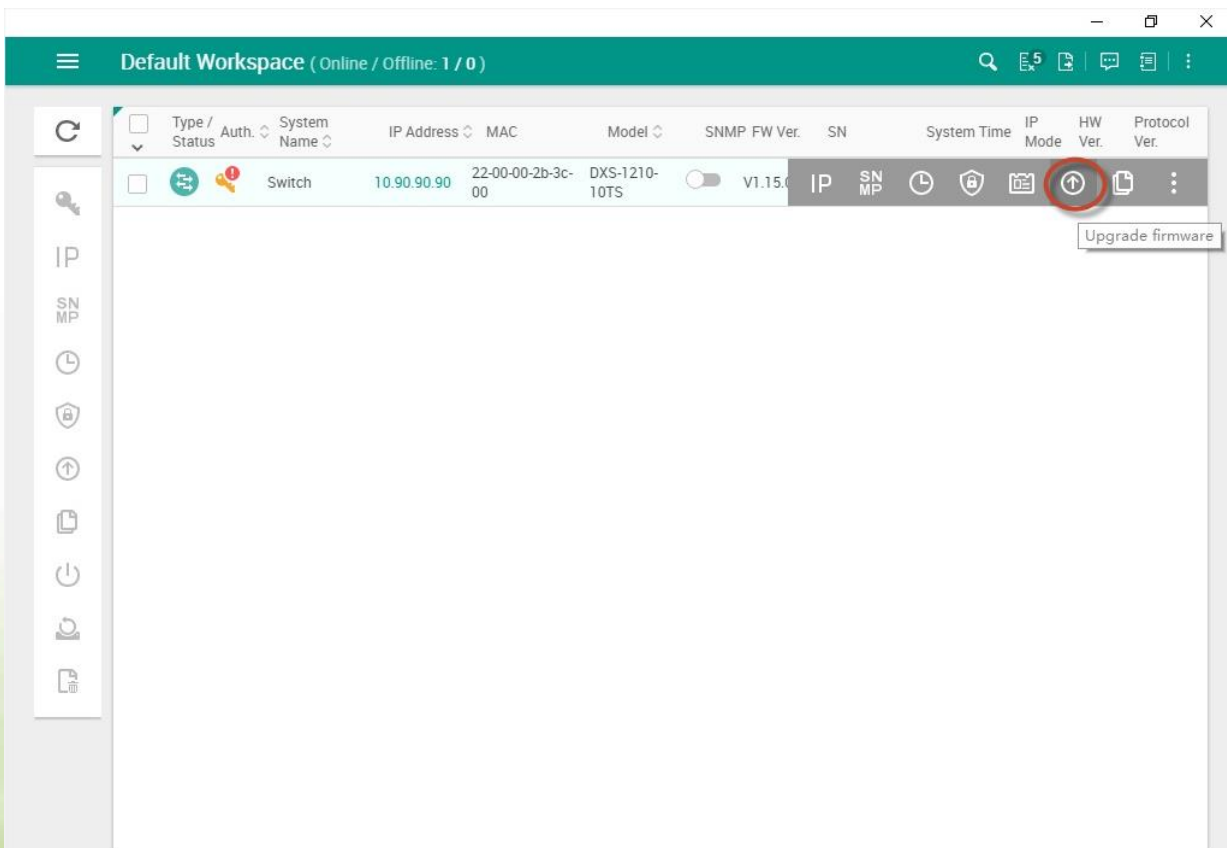 Default Workspace ( Online / Offline: 1 / 0 )
5
Type / Status Auth. System Name IP Address MAC Model SNMP FW Ver. SN System Time IP Mode HW Ver. Protocol Ver.
Switch 10.90.90.90 22-00-00-2b-3c-00 DXS-1210-10TS V1.15.0 IP SN MP
Upgrade firmware
IP
SN
MP